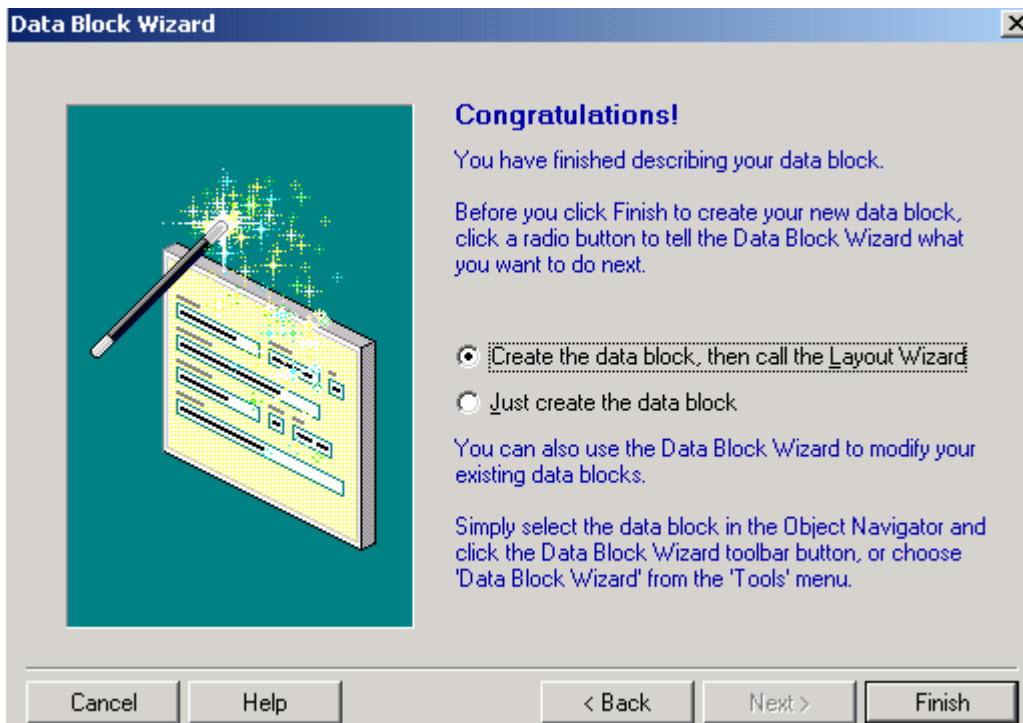 Data Block Wizard
Congratulations!
You have finished describing your data block.
Before you click Finish to create your new data block,
click a radio button to tell the Data Block Wizard what
you want to do next.
Create the data block, then call the Layout Wizard
Just create the data block
You can also use the Data Block Wizard to modify your
existing data blocks.
Simply select the data block in the Object Navigator and
click the Data Block Wizard toolbar button, or choose
'Data Block Wizard' from the 'Tools' menu.
Cancel
Help
< Back
Next >
Finish